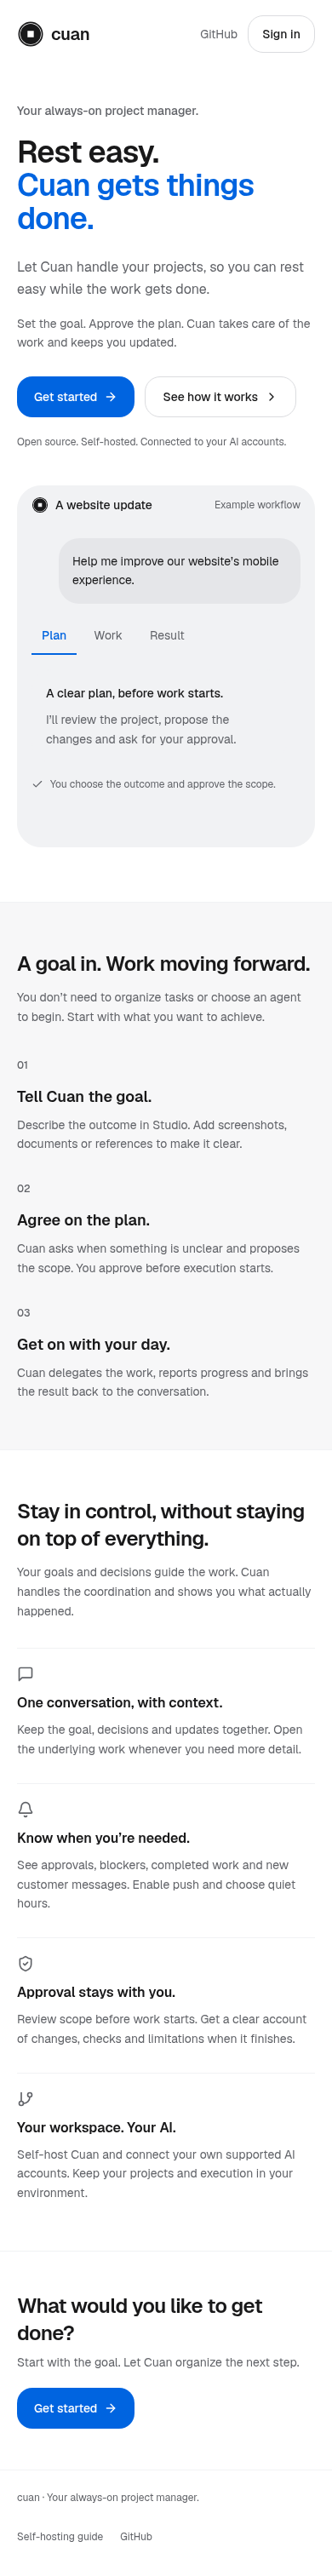 cuan
GitHub
Sign in
Your always-on project manager.
Rest easy.
Cuan gets things
done.
Let Cuan handle your projects, so you can rest
easy while the work gets done.
Set the goal. Approve the plan. Cuan takes care of the
work and keeps you updated.
Get started
See how it works
Open source. Self-hosted. Connected to your AI accounts.
A website update
Example workflow
Help me improve our website’s mobile
experience.
Plan
Work
Result
A clear plan, before work starts.
I’ll review the project, propose the
changes and ask for your approval.
You choose the outcome and approve the scope.
A goal in. Work moving forward.
You don’t need to organize tasks or choose an agent
to begin. Start with what you want to achieve.
01
Tell Cuan the goal.
Describe the outcome in Studio. Add screenshots,
documents or references to make it clear.
02
Agree on the plan.
Cuan asks when something is unclear and proposes
the scope. You approve before execution starts.
03
Get on with your day.
Cuan delegates the work, reports progress and brings
the result back to the conversation.
Stay in control, without staying
on top of everything.
Your goals and decisions guide the work. Cuan
handles the coordination and shows you what actually
happened.
One conversation, with context.
Keep the goal, decisions and updates together. Open
the underlying work whenever you need more detail.
Know when you’re needed.
See approvals, blockers, completed work and new
customer messages. Enable push and choose quiet
hours.
Approval stays with you.
Review scope before work starts. Get a clear account
of changes, checks and limitations when it finishes.
Your workspace. Your AI.
Self-host Cuan and connect your own supported AI
accounts. Keep your projects and execution in your
environment.
What would you like to get
done?
Start with the goal. Let Cuan organize the next step.
Get started
cuan · Your always-on project manager.
Self-hosting guide
GitHub